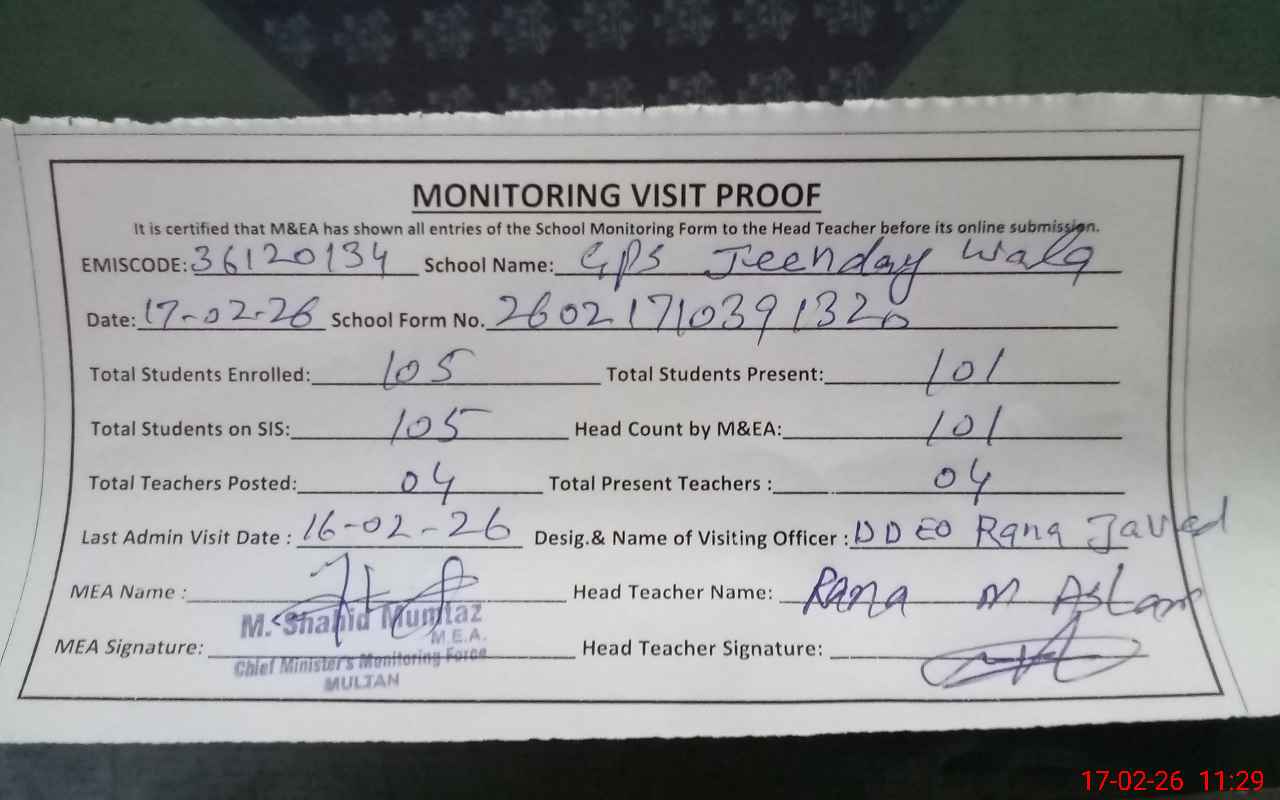 MONITORING VISIT PROOF
It is certified that M&EA has shown all entries of the School Monitoring Form to the Head Teacher before its online submission.
EMISCODE: 36120134 School Name: GPS Jeenday Wala
Date: 17-02-26 School Form No. 2602171039132
Total Students Enrolled: 105 Total Students Present: 101
Total Students on SIS: 105 Head Count by M&EA: 101
Total Teachers Posted: 04 Total Present Teachers : 04
Last Admin Visit Date : 16-02-26 Desig.& Name of Visiting Officer : DDEO Rana Javed
MEA Name : Head Teacher Name: Rana M Aslam
M. Shahid Mumtaz
M.E.A.
MEA Signature: Head Teacher Signature:
Chief Minister's Monitoring Force
MULTAN
17-02-26 11:29